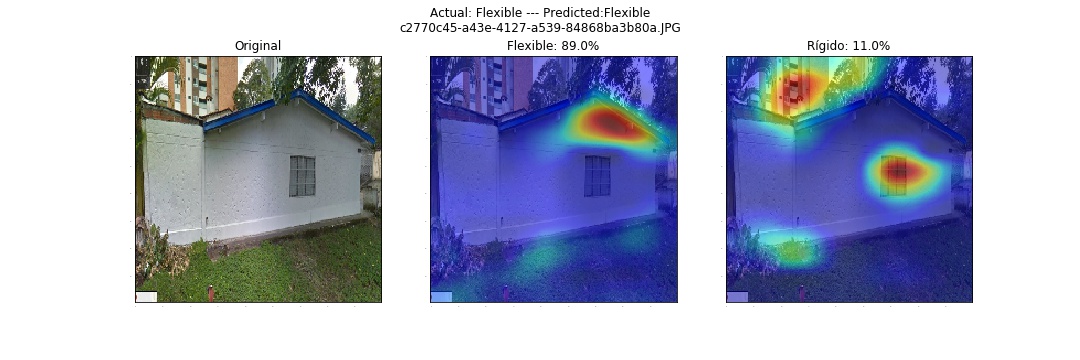 Actual: Flexible --- Predicted:Flexible
c2770c45-a43e-4127-a539-84868ba3b80a.JPG
Original
Flexible: 89.0%
Rígido: 11.0%